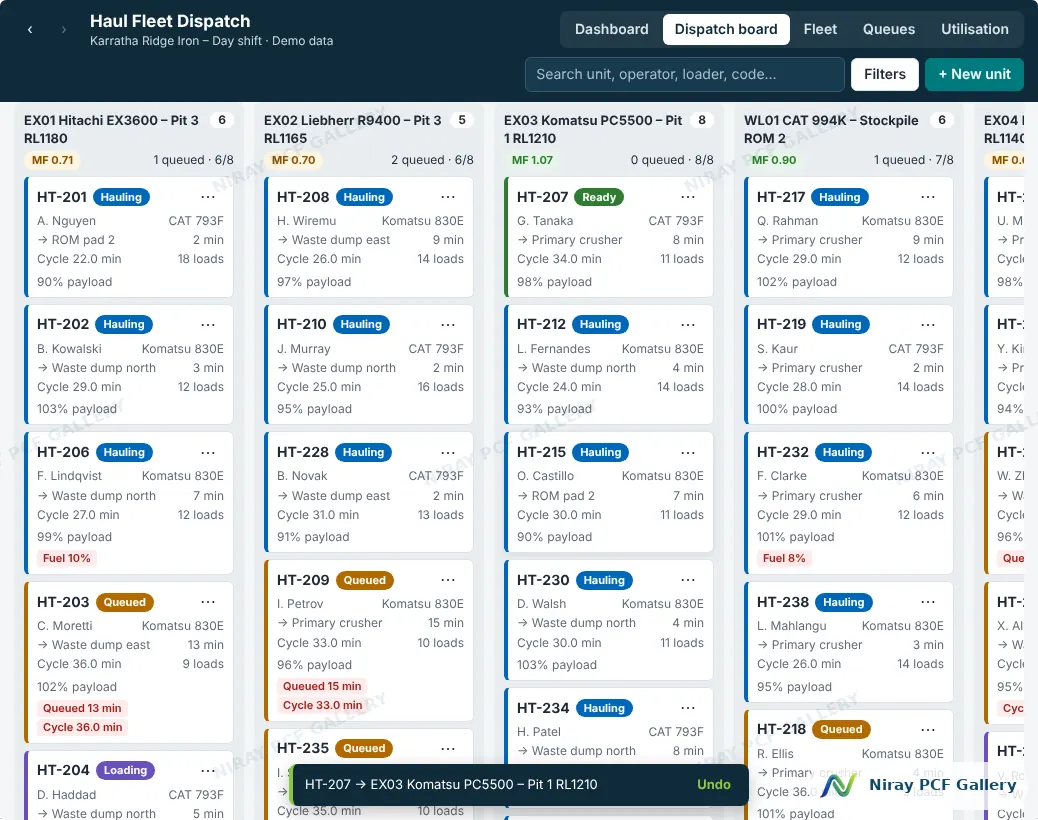 Haul Fleet Dispatch
Karratha Ridge Iron – Day shift · Demo data
Dashboard
Dispatch board
Fleet
Queues
Utilisation
Search unit, operator, loader, code...
Filters
+ New unit
EX01 Hitachi EX3600 – Pit 3 RL1180
6
MF 0.71
1 queued · 6/8
HT-201 Hauling ...
A. Nguyen CAT 793F
→ ROM pad 2 2 min
Cycle 22.0 min 18 loads
90% payload
HT-202 Hauling ...
B. Kowalski Komatsu 830E
→ Waste dump north 3 min
Cycle 29.0 min 12 loads
103% payload
HT-206 Hauling ...
F. Lindqvist Komatsu 830E
→ Waste dump north 7 min
Cycle 27.0 min 12 loads
99% payload
Fuel 10%
HT-203 Queued ...
C. Moretti Komatsu 830E
→ Waste dump east 13 min
Cycle 36.0 min 9 loads
102% payload
Queued 13 min
Cycle 36.0 min
HT-204 Loading ...
D. Haddad CAT 793F
→ Waste dump north 5 min
EX02 Liebherr R9400 – Pit 3 RL1165
5
MF 0.70
2 queued · 6/8
HT-208 Hauling ...
H. Wiremu Komatsu 830E
→ Waste dump east 9 min
Cycle 26.0 min 14 loads
97% payload
HT-210 Hauling ...
J. Murray CAT 793F
→ Waste dump north 2 min
Cycle 25.0 min 16 loads
95% payload
HT-228 Hauling ...
B. Novak CAT 793F
→ Waste dump east 2 min
Cycle 31.0 min 13 loads
91% payload
HT-209 Queued ...
I. Petrov Komatsu 830E
→ Primary crusher 15 min
Cycle 33.0 min 10 loads
96% payload
Queued 15 min
Cycle 33.0 min
HT-235 Queued ...
Cycle 35.0 min 10 loads
EX03 Komatsu PC5500 – Pit 1 RL1210
8
MF 1.07
0 queued · 8/8
HT-207 Ready ...
G. Tanaka CAT 793F
→ Primary crusher 8 min
Cycle 34.0 min 11 loads
98% payload
HT-212 Hauling ...
L. Fernandes Komatsu 830E
→ Waste dump north 4 min
Cycle 24.0 min 14 loads
93% payload
HT-215 Hauling ...
O. Castillo Komatsu 830E
→ ROM pad 2 7 min
Cycle 30.0 min 11 loads
90% payload
HT-230 Hauling ...
D. Walsh Komatsu 830E
→ Waste dump north 4 min
Cycle 30.0 min 11 loads
103% payload
HT-234 Hauling ...
H. Patel CAT 793F
→ Waste dump north 8 min
WL01 CAT 994K – Stockpile ROM 2
6
MF 0.90
1 queued · 7/8
HT-217 Hauling ...
Q. Rahman Komatsu 830E
→ Primary crusher 9 min
Cycle 29.0 min 12 loads
102% payload
HT-219 Hauling ...
S. Kaur CAT 793F
→ Primary crusher 2 min
Cycle 28.0 min 14 loads
100% payload
HT-232 Hauling ...
F. Clarke Komatsu 830E
→ Primary crusher 6 min
Cycle 29.0 min 12 loads
101% payload
Fuel 8%
HT-238 Hauling ...
L. Mahlangu Komatsu 830E
→ Primary crusher 3 min
Cycle 26.0 min 14 loads
95% payload
HT-218 Queued ...
R. Ellis Komatsu 830E
→ Primary
Cycle 36.0 loads
101% payload
EX04
98%
94%
96%
95%
HT-207 → EX03 Komatsu PC5500 – Pit 1 RL1210
Undo
Niray PCF Gallery
NIRAY PCF GALLERY